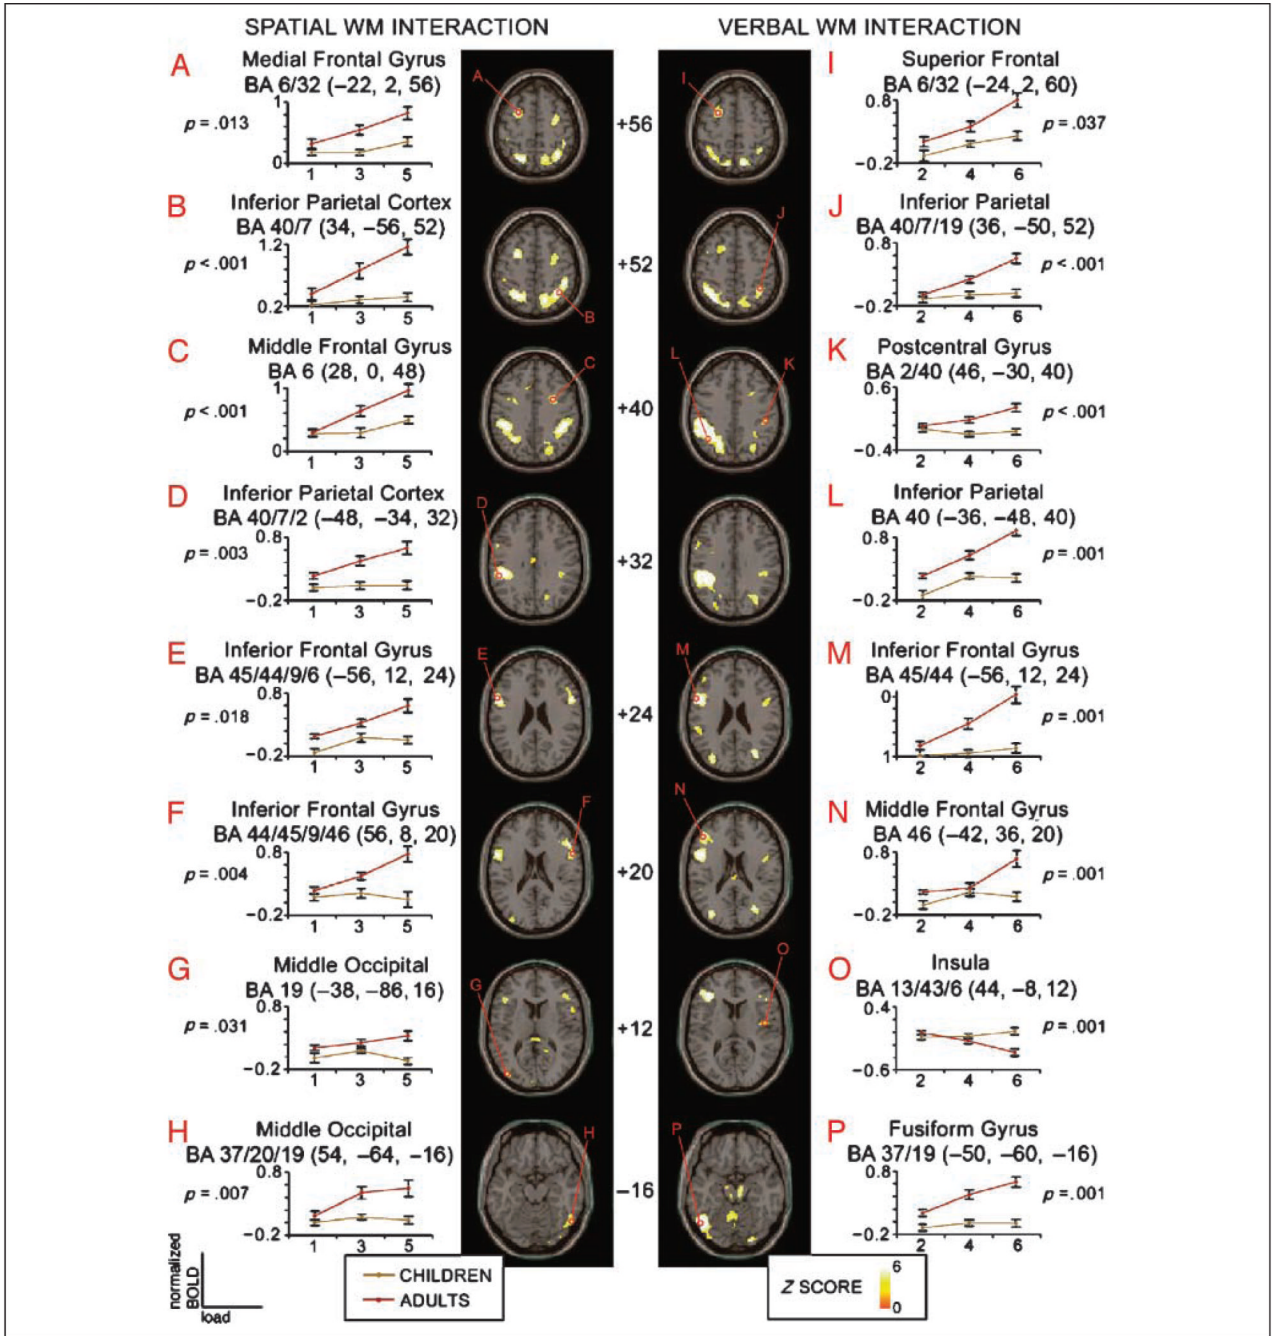 SPATIAL WM INTERACTION
VERBAL WM INTERACTION
A
Medial Frontal Gyrus
BA 6/32 (−22, 2, 56)
p = .013
1
0
1 3 5
B
Inferior Parietal Cortex
BA 40/7 (34, −56, 52)
p < .001
1.2
0.2
1 3 5
C
Middle Frontal Gyrus
BA 6 (28, 0, 48)
p < .001
1
0
1 3 5
D
Inferior Parietal Cortex
BA 40/7/2 (−48, −34, 32)
p = .003
0.8
−0.2
1 3 5
E
Inferior Frontal Gyrus
BA 45/44/9/6 (−56, 12, 24)
p = .018
0.8
−0.2
1 3 5
F
Inferior Frontal Gyrus
BA 44/45/9/46 (56, 8, 20)
p = .004
0.8
−0.2
1 3 5
G
Middle Occipital
BA 19 (−38, −86, 16)
p = .031
0.8
−0.2
1 3 5
H
Middle Occipital
BA 37/20/19 (54, −64, −16)
p = .007
0.8
−0.2
1 3 5
normalized
BOLD
load
CHILDREN
ADULTS
A
+56
I
B
+52
J
C
+40
L
K
D
+32
E
+24
M
F
+20
N
G
+12
O
H
−16
P
I
Superior Frontal
BA 6/32 (−24, 2, 60)
p = .037
0.8
−0.2
2 4 6
J
Inferior Parietal
BA 40/7/19 (36, −50, 52)
p < .001
0.8
−0.2
2 4 6
K
Postcentral Gyrus
BA 2/40 (46, −30, 40)
p < .001
0.6
−0.4
2 4 6
L
Inferior Parietal
BA 40 (−36, −48, 40)
p = .001
0.8
−0.2
2 4 6
M
Inferior Frontal Gyrus
BA 45/44 (−56, 12, 24)
p = .001
0
1
2 4 6
N
Middle Frontal Gyrus
BA 46 (−42, 36, 20)
p = .001
0.8
−0.2
2 4 6
O
Insula
BA 13/43/6 (44, −8, 12)
p = .001
0.4
−0.6
2 4 6
P
Fusiform Gyrus
BA 37/19 (−50, −60, −16)
p = .001
0.8
−0.2
2 4 6
Z SCORE
6
0